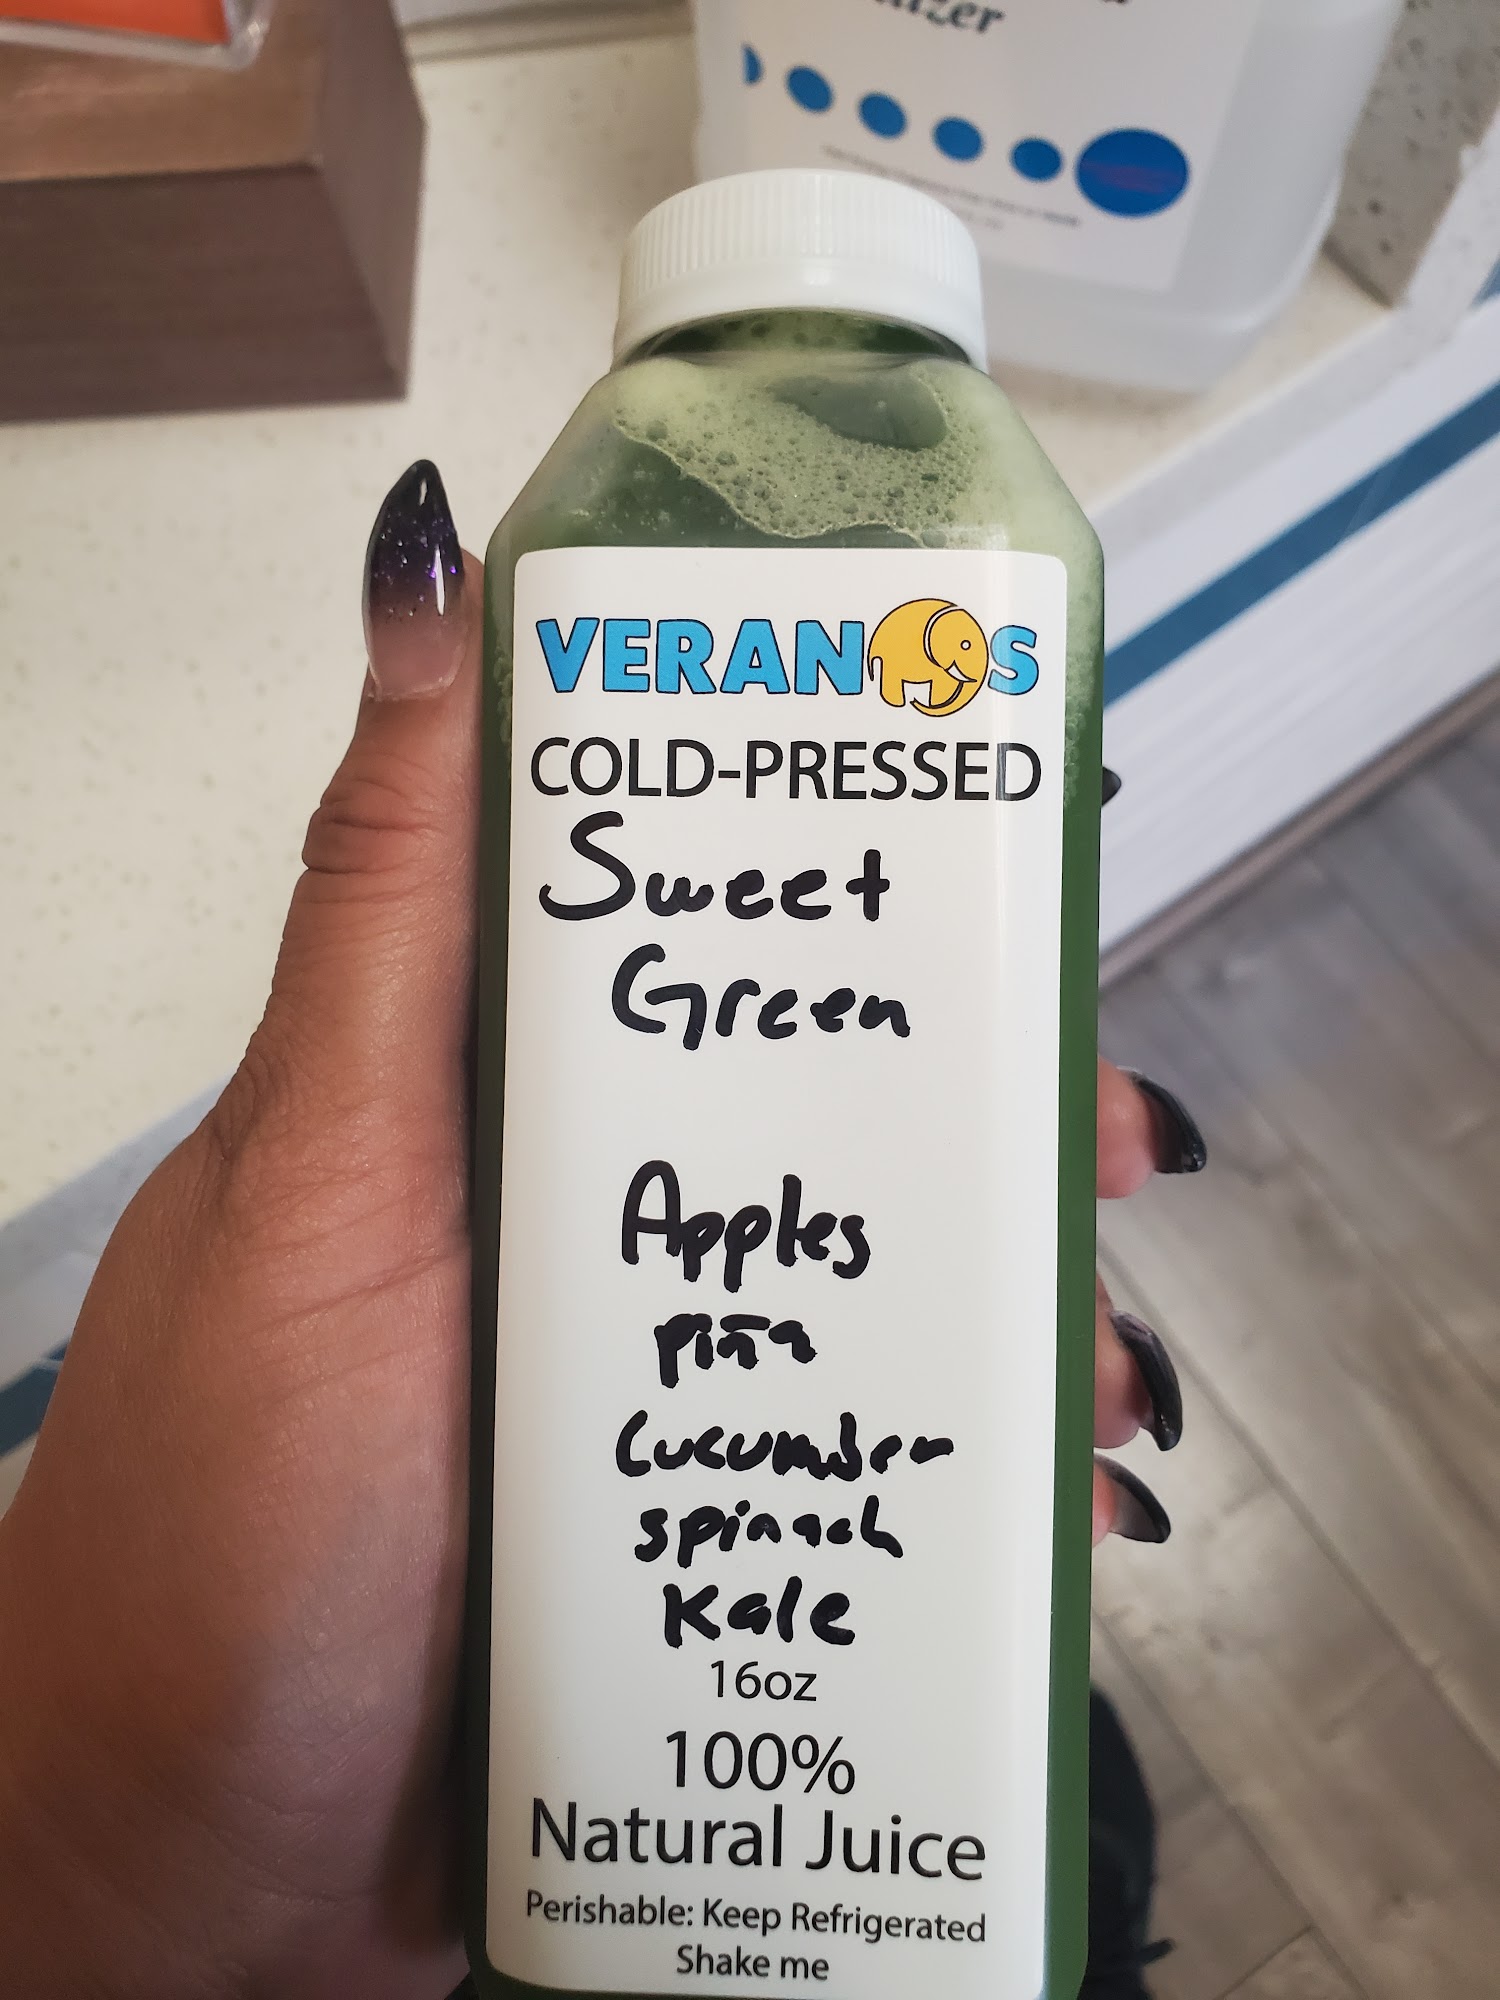 VERANOS
COLD-PRESSED
Sweet
Green
Apples
piña
Cucumber
spinach
Kale
16oz
100%
Natural Juice
Perishable: Keep Refrigerated
Shake me